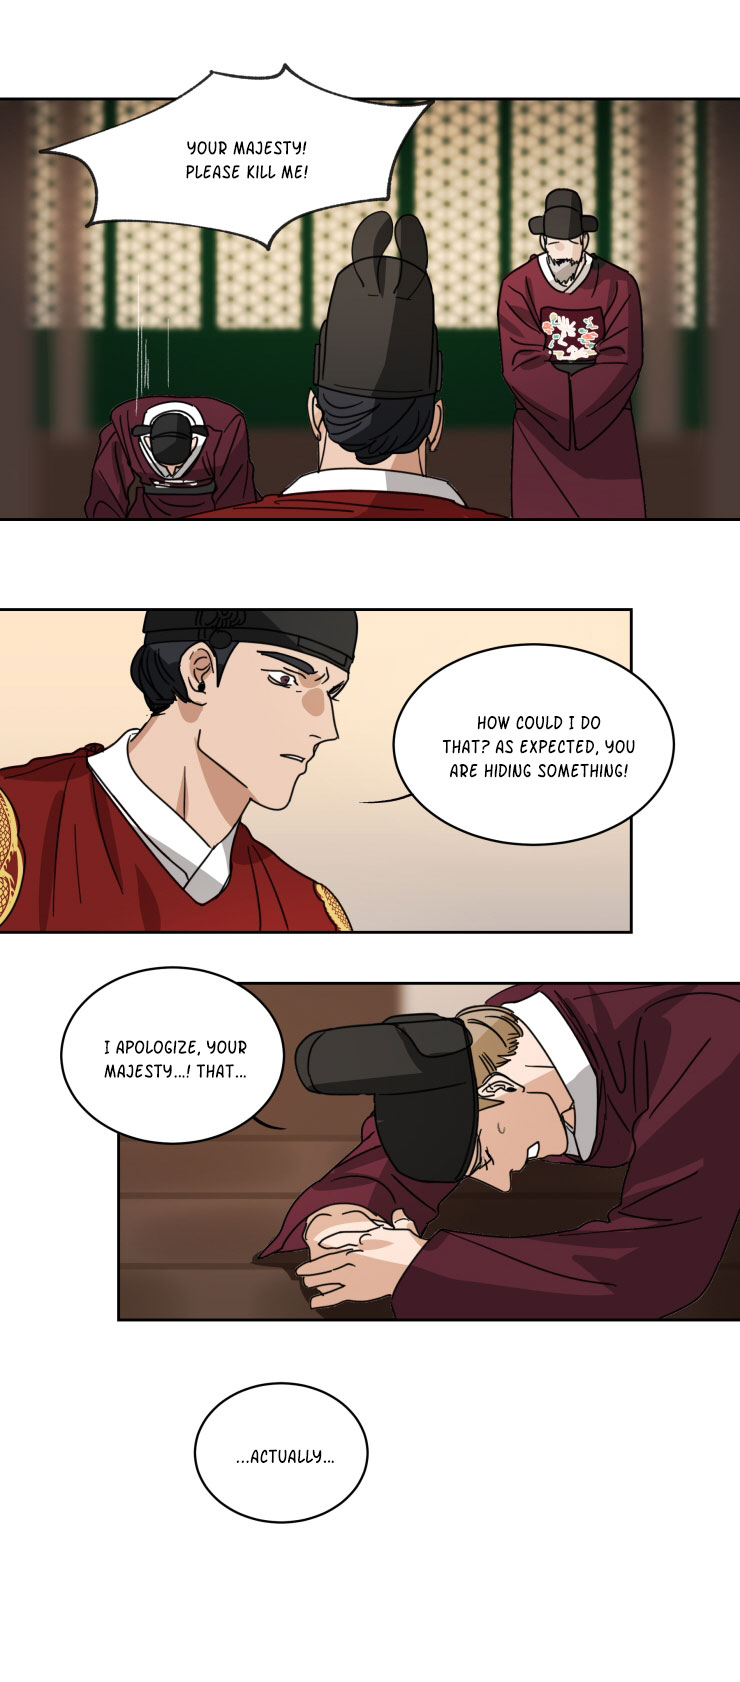 YOUR MAJESTY!
PLEASE KILL ME!
HOW COULD I DO
THAT? AS EXPECTED, YOU
ARE HIDING SOMETHING!
I APOLOGIZE, YOUR
MAJESTY...! THAT...
...ACTUALLY...